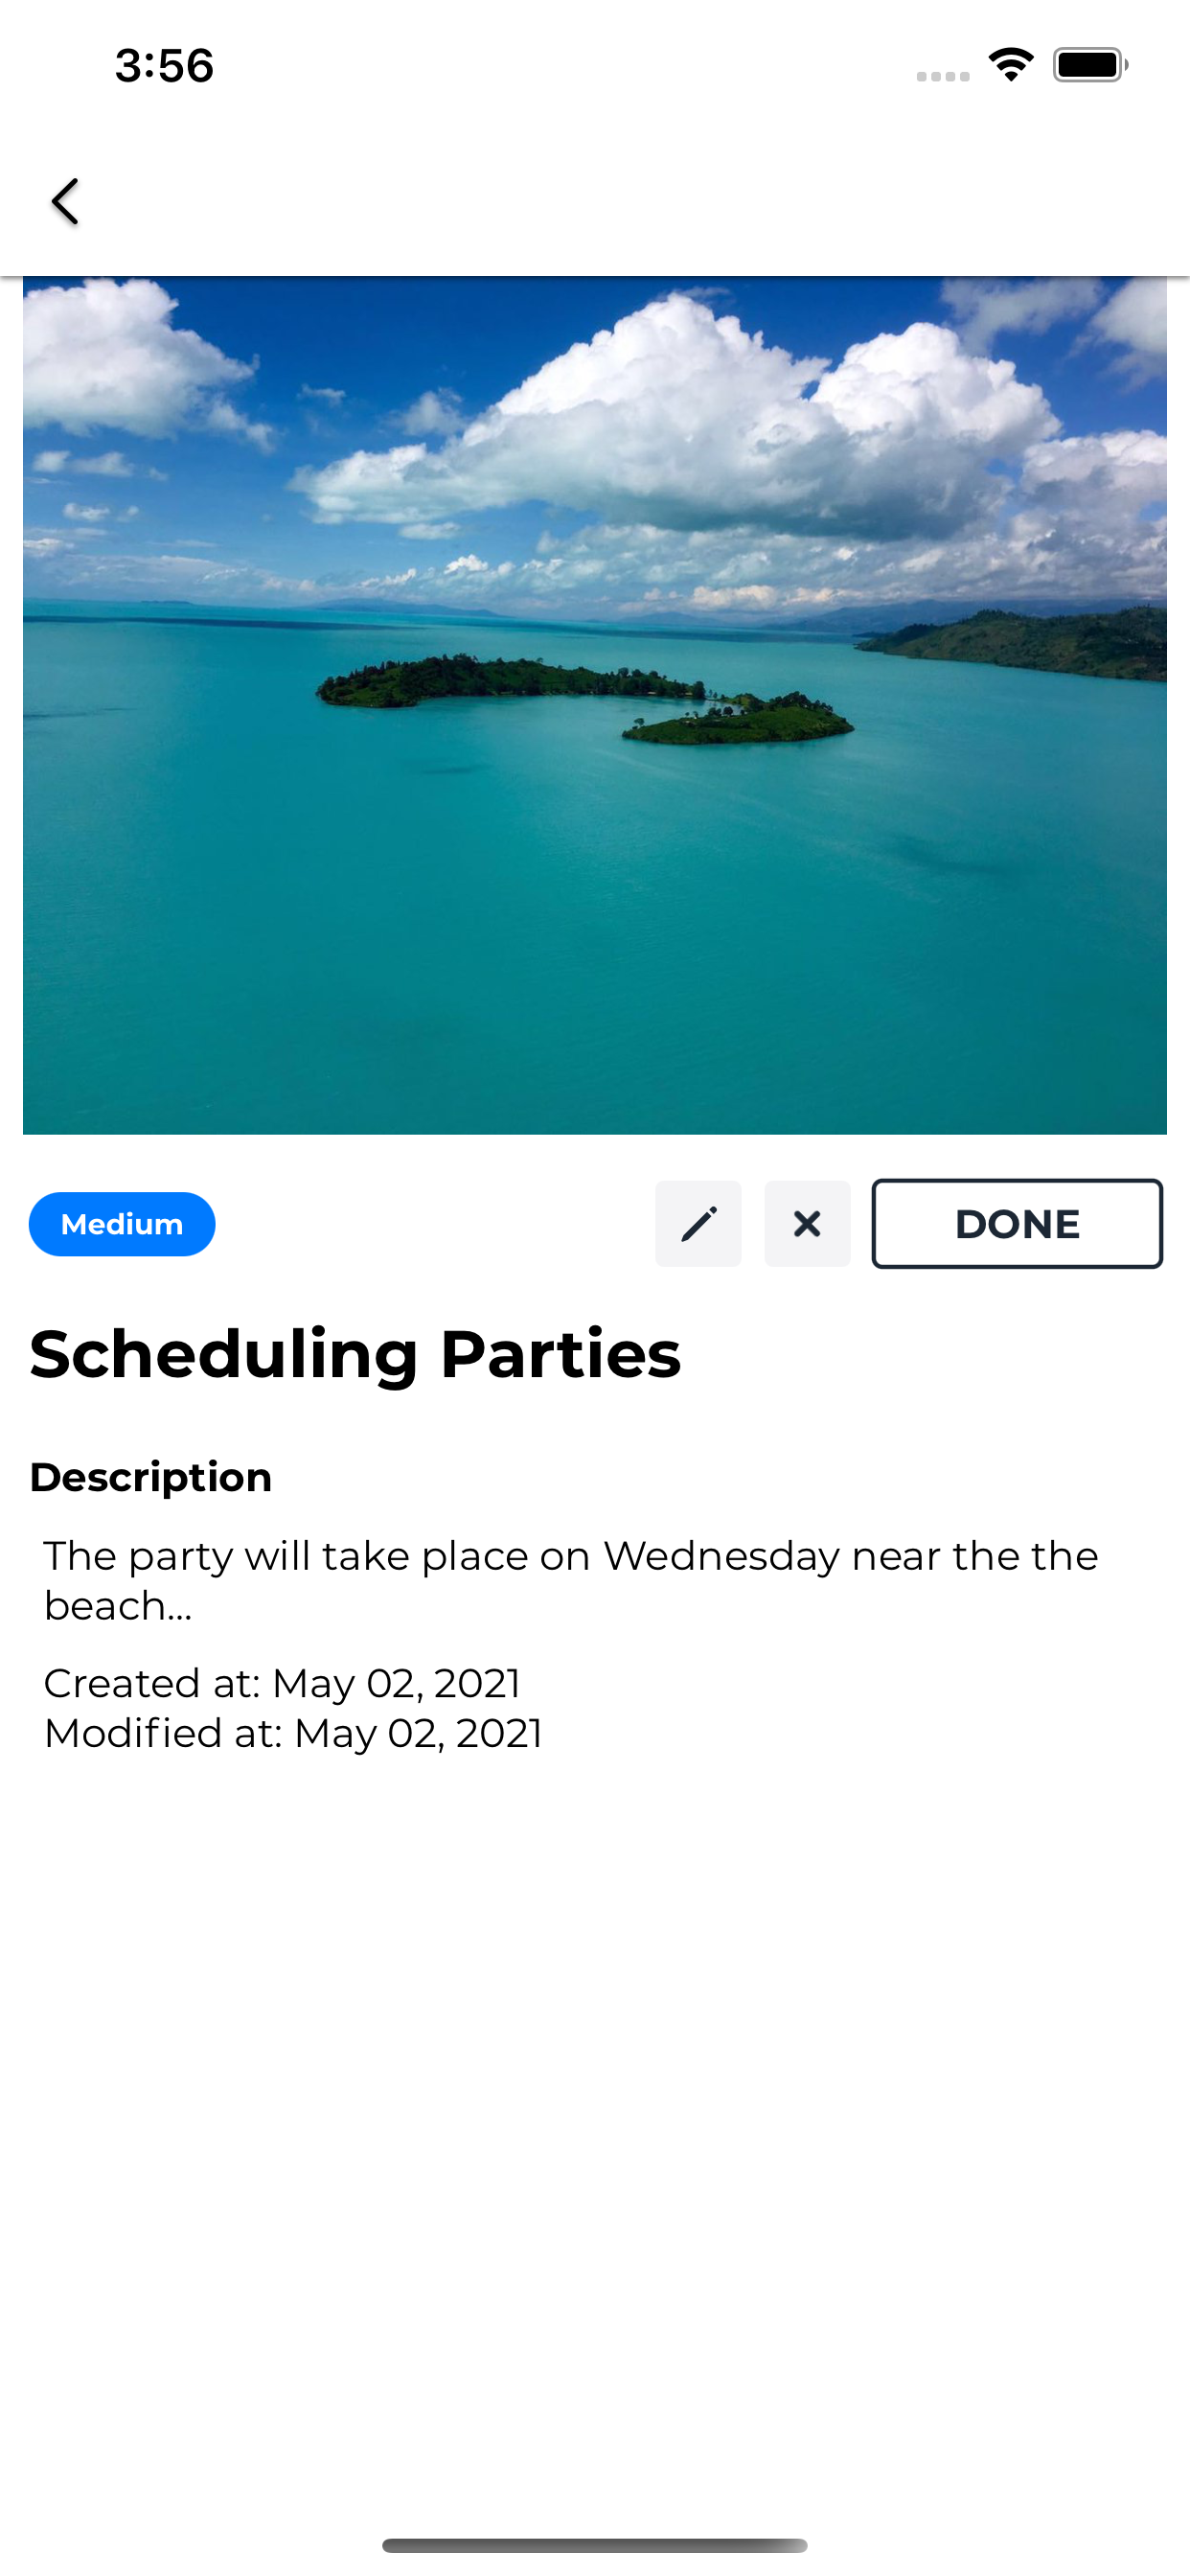 3:56
Medium
DONE
Scheduling Parties
Description
The party will take place on Wednesday near the the
beach...
Created at: May 02, 2021
Modified at: May 02, 2021